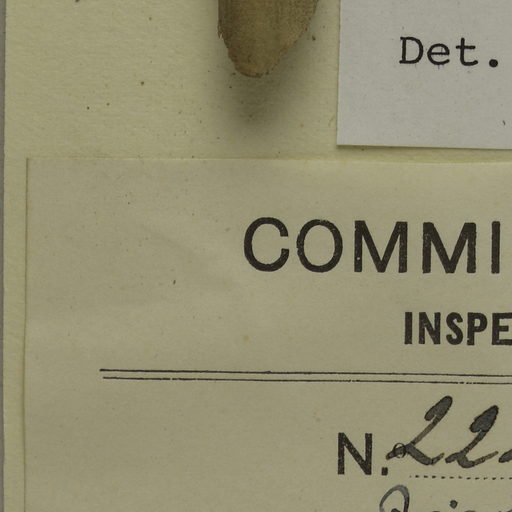 Det.
COMMI
INSPE
N.º 22